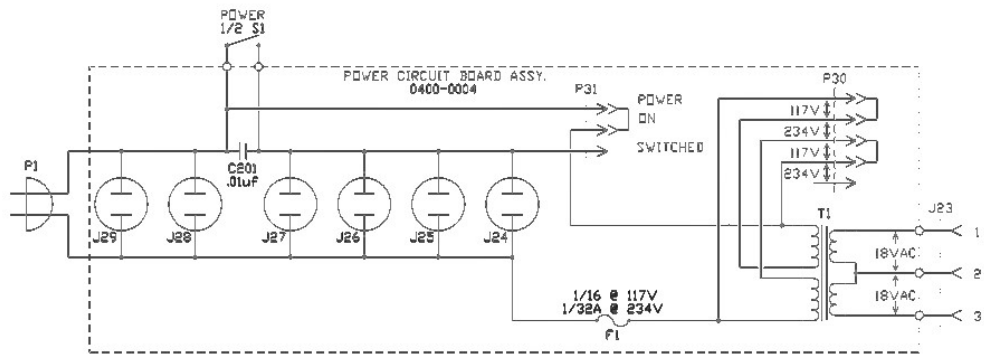 POWER
1/2 S1
POWER CIRCUIT BOARD ASSY.
0400-0004
P31
POWER
ON
SWITCHED
P30
117V
234V
117V
234V
P1
C201
.01uF
J29
J28
J27
J26
J25
J24
T1
J23
1
18VAC
2
18VAC
3
1/16 @ 117V
1/32A @ 234V
F1